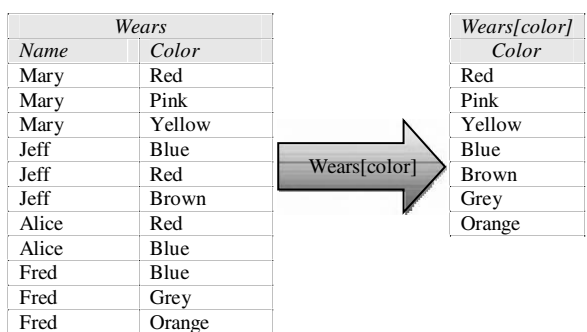 Wears
Name Color
Mary Red
Mary Pink
Mary Yellow
Jeff Blue
Jeff Red
Jeff Brown
Alice Red
Alice Blue
Fred Blue
Fred Grey
Fred Orange
Wears[color]
Wears[color]
Color
Red
Pink
Yellow
Blue
Brown
Grey
Orange